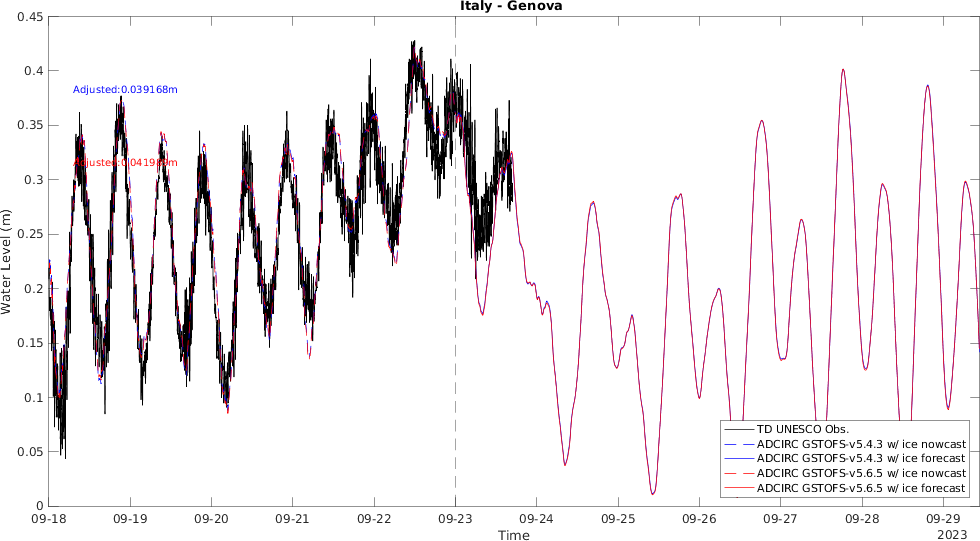 Italy - Genova
0.45
0.4
0.35
0.3
0.25
0.2
0.15
0.1
0.05
0
Water Level (m)
Adjusted:0.039168m
TD UNESCO Obs.
ADCIRC GSTOFS-v5.4.3 w/ ice nowcast
ADCIRC GSTOFS-v5.4.3 w/ ice forecast
ADCIRC GSTOFS-v5.6.5 w/ ice nowcast
ADCIRC GSTOFS-v5.6.5 w/ ice forecast
09-18 09-19 09-20 09-21 09-22 09-23 09-24 09-25 09-26 09-27 09-28 09-29
Time
2023